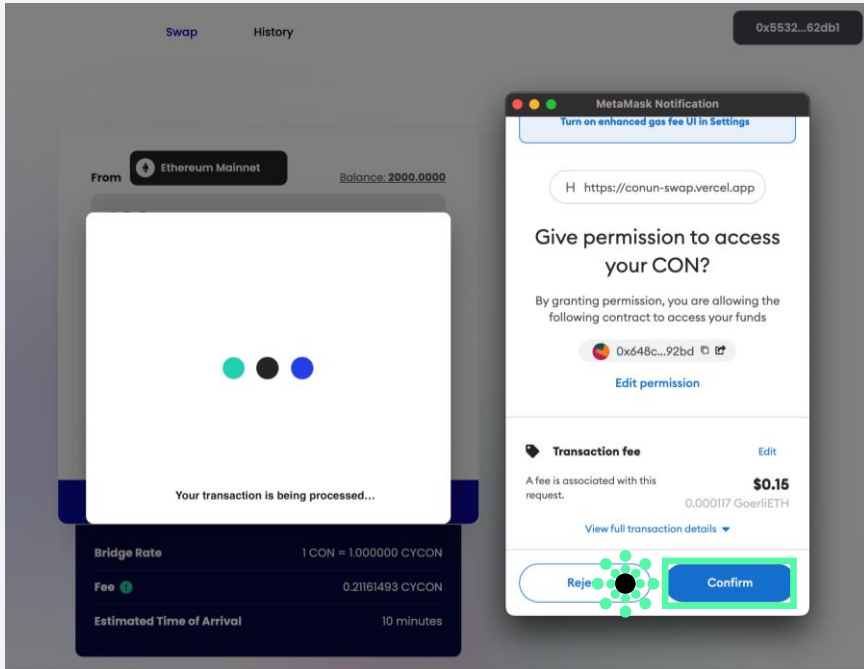 Swap
History
0x5532...62db1
From
Ethereum Mainnet
Balance: 2000.0000
Your transaction is being processed...
Bridge Rate
1 CON = 1.000000 CYCON
Fee
0.21161493 CYCON
Estimated Time of Arrival
10 minutes
MetaMask Notification
Turn on enhanced gas fee UI in Settings
H https://conun-swap.vercel.app
Give permission to access
your CON?
By granting permission, you are allowing the
following contract to access your funds
0x648c...92bd
Edit permission
Transaction fee
Edit
A fee is associated with this
request.
$0.15
0.000117 GoerliETH
View full transaction details
Reje
Confirm